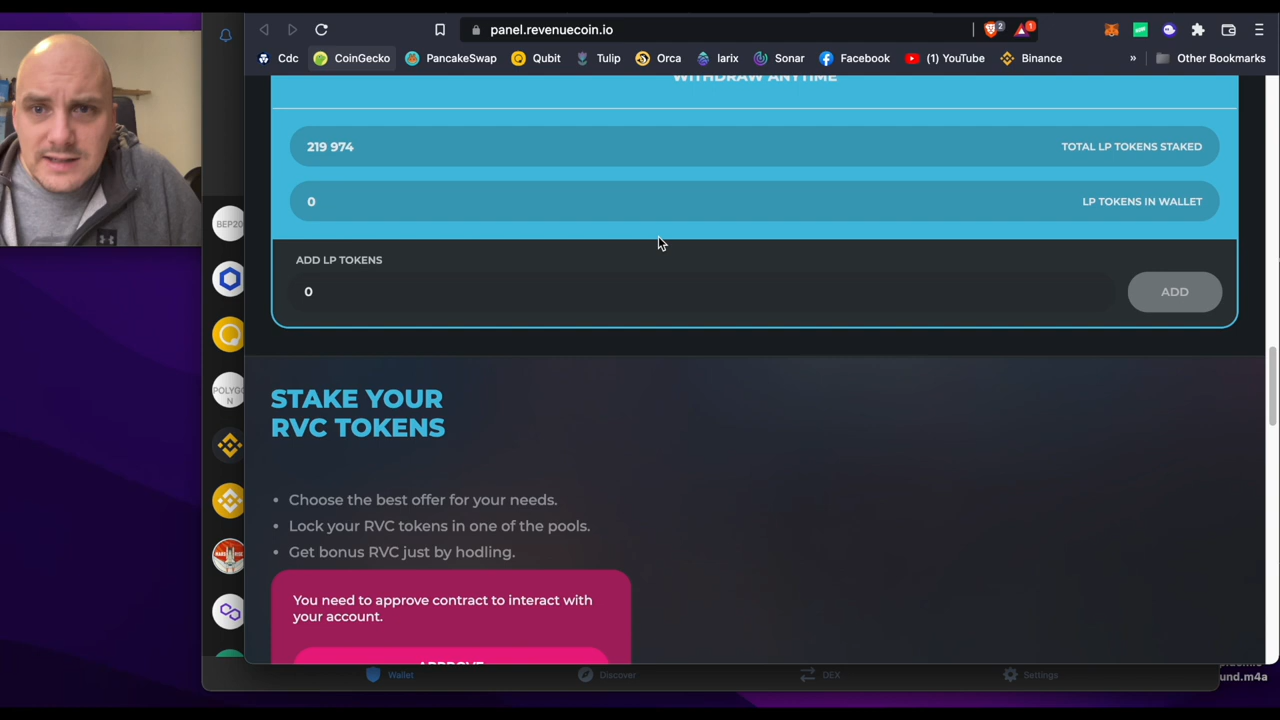 panel.revenuecoin.io
2
1
Cdc
CoinGecko
PancakeSwap
Qubit
Tulip
Orca
larix
Sonar
Facebook
(1) YouTube
Binance
»
Other Bookmarks
WITHDRAW ANYTIME
219 974
TOTAL LP TOKENS STAKED
0
LP TOKENS IN WALLET
ADD LP TOKENS
0
ADD
BEP20
POLYGO
N
STAKE YOUR
RVC TOKENS
• Choose the best offer for your needs.
• Lock your RVC tokens in one of the pools.
• Get bonus RVC just by hodling.
You need to approve contract to interact with
your account.
APPROVE
Wallet
Discover
DEX
Settings
und.m4a